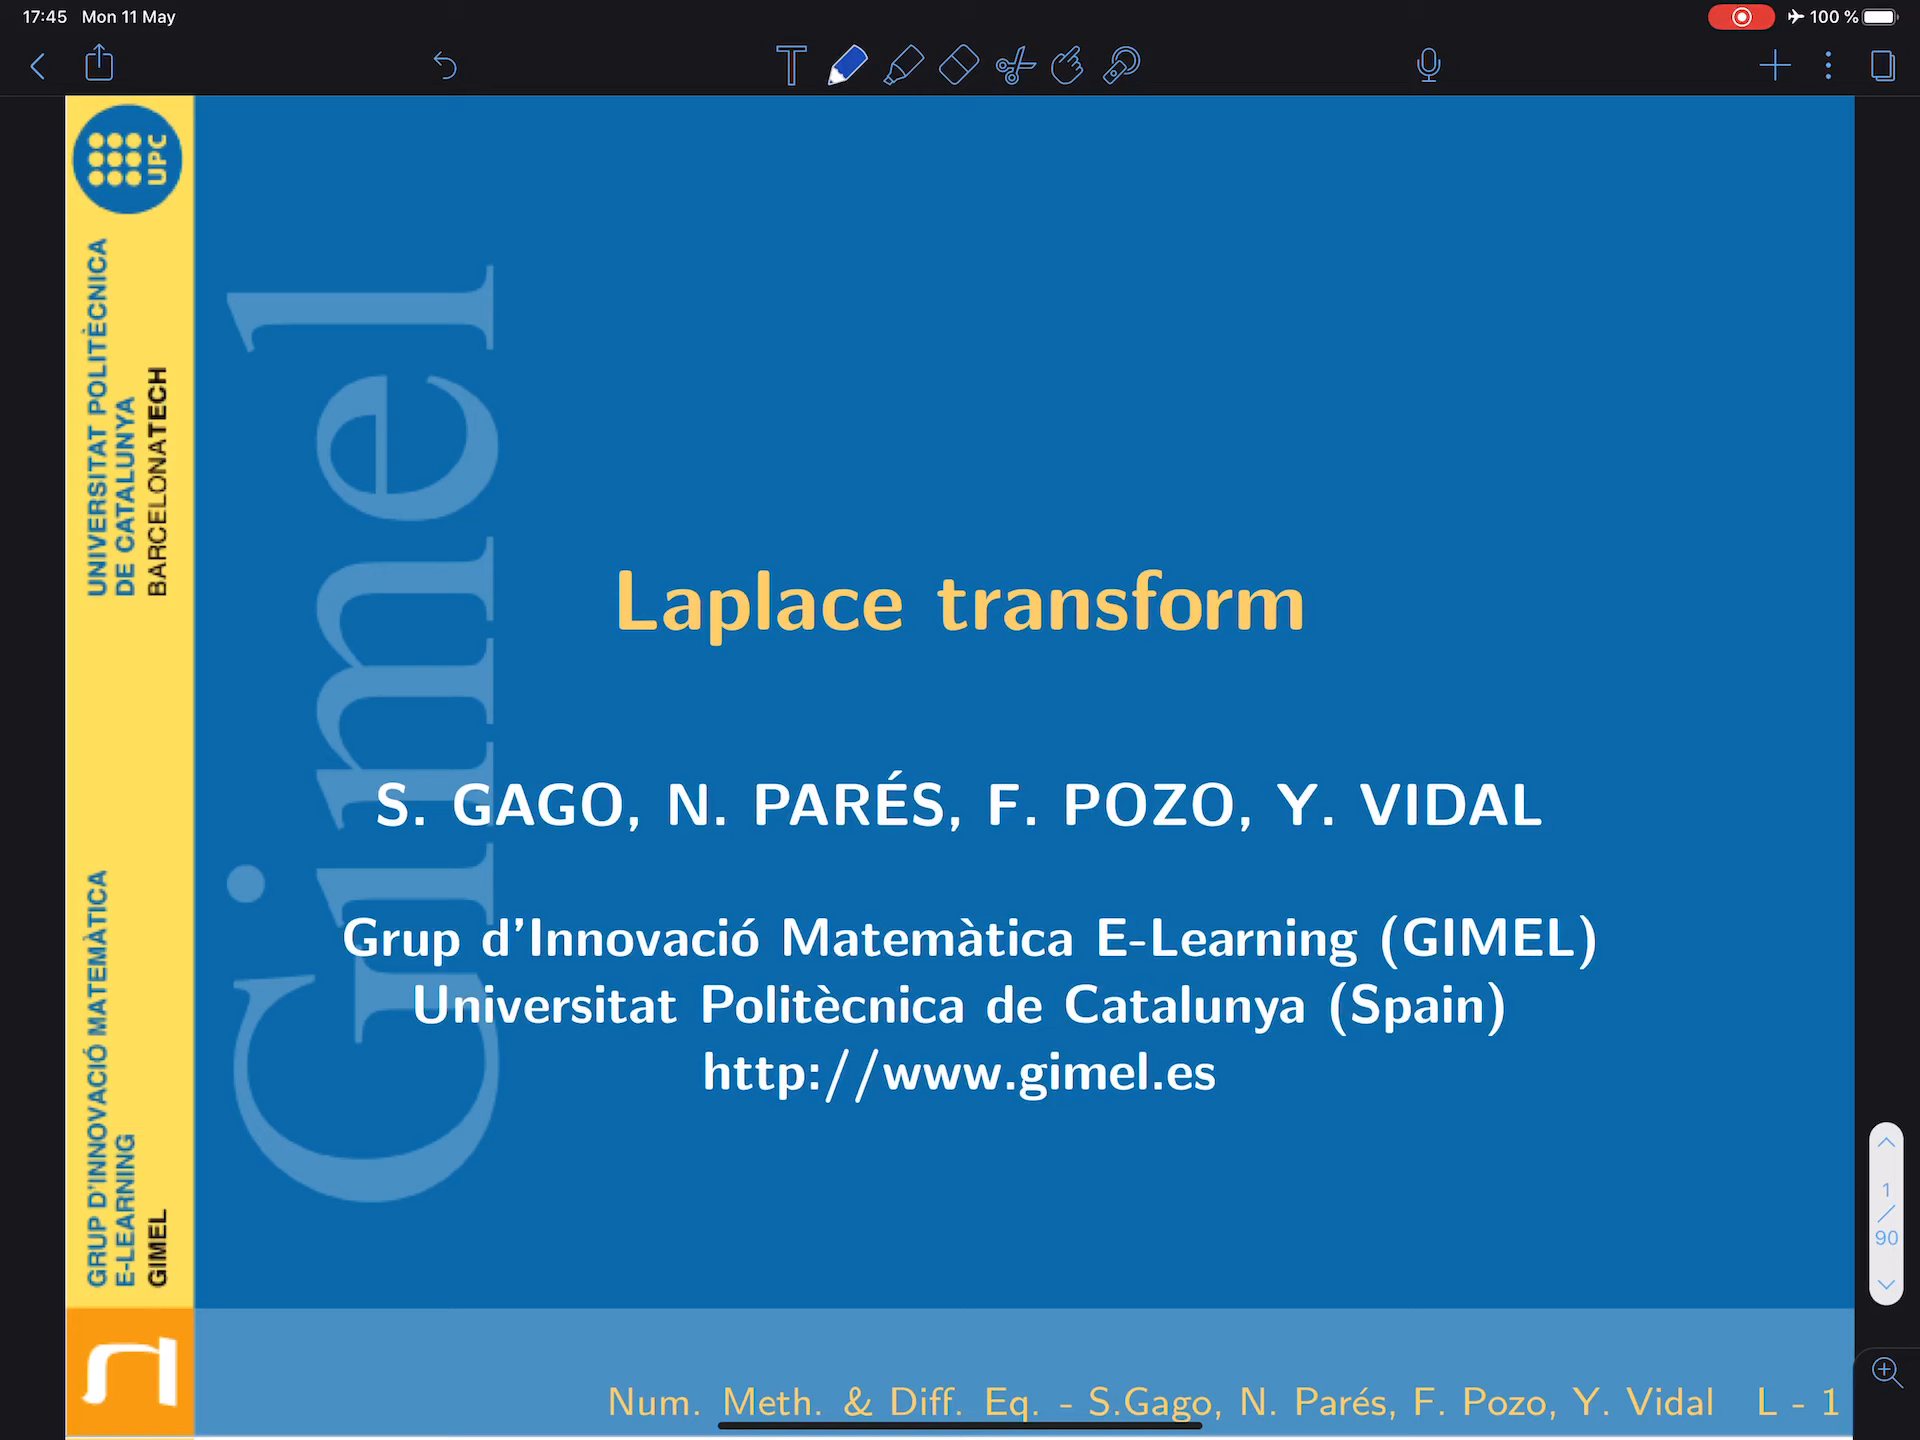 17:45 Mon 11 May
100 %
UPC
UNIVERSITAT POLITÈCNICA
DE CATALUNYA
BARCELONATECH
GRUP D'INNOVACIÓ MATEMÀTICA
E-LEARNING
GIMEL
Gimel
Laplace transform
S. GAGO, N. PARÉS, F. POZO, Y. VIDAL
Grup d'Innovació Matemàtica E-Learning (GIMEL)
Universitat Politècnica de Catalunya (Spain)
http://www.gimel.es
1
/
90
Num. Meth. & Diff. Eq. - S.Gago, N. Parés, F. Pozo, Y. Vidal L - 1